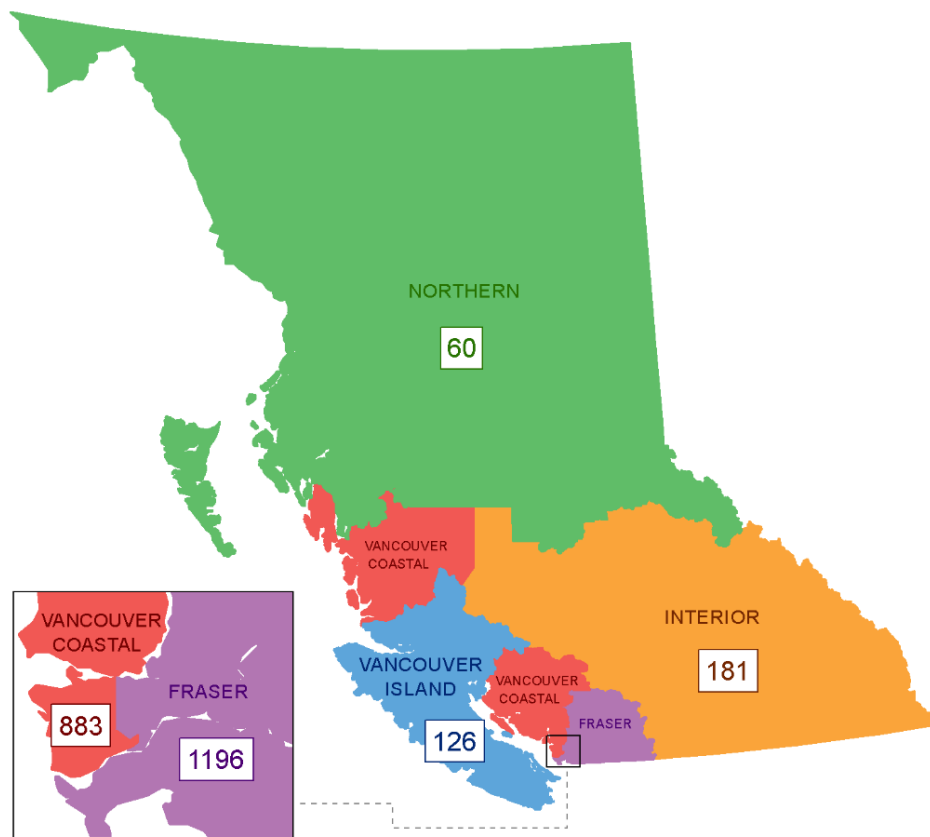 NORTHERN
60
VANCOUVER
COASTAL
INTERIOR
181
VANCOUVER
ISLAND
126
VANCOUVER
COASTAL
FRASER
VANCOUVER
COASTAL
883
FRASER
1196